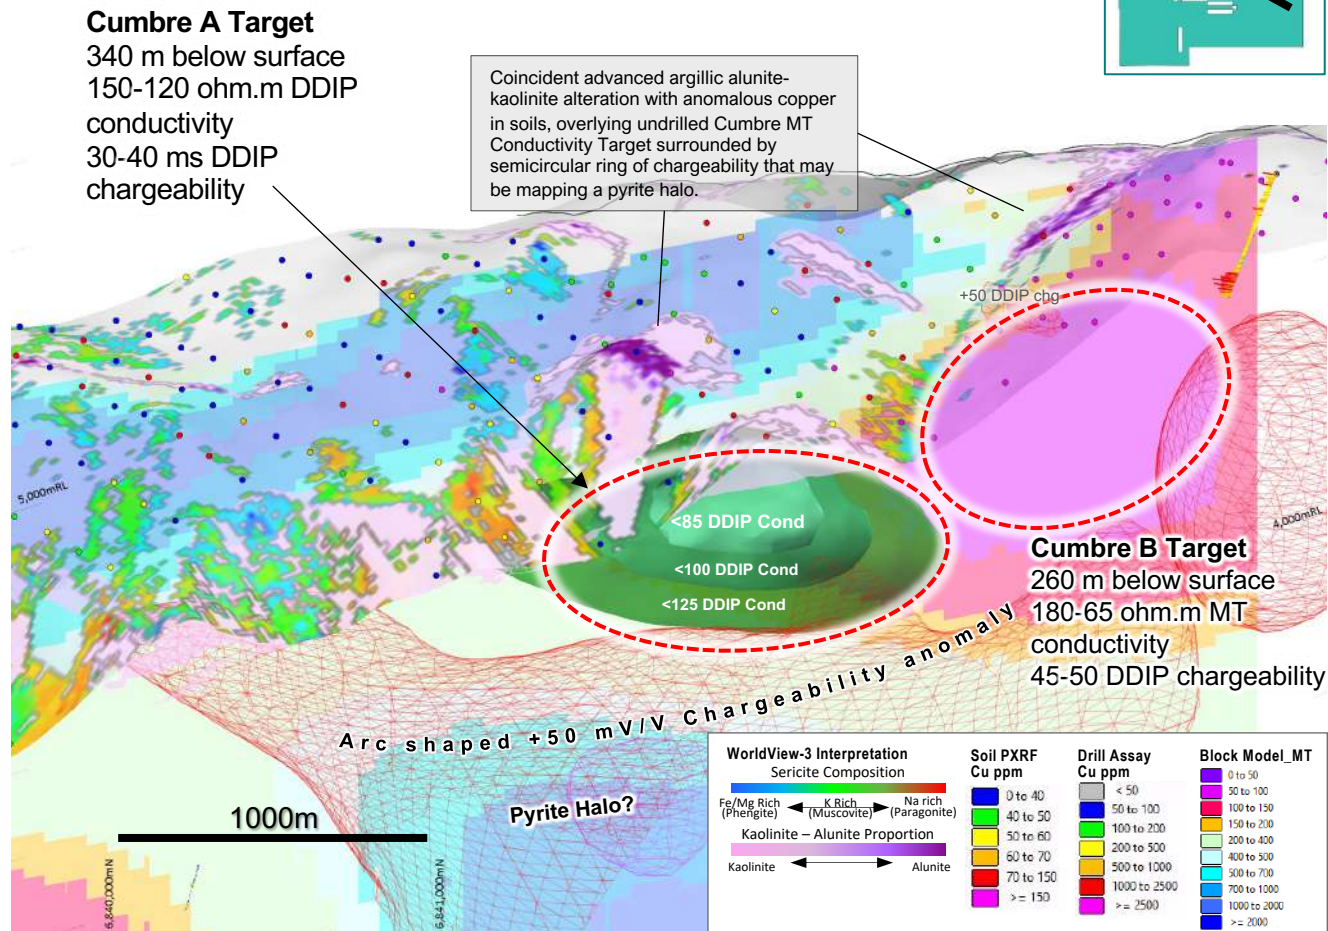 Cumbre A Target
340 m below surface
150-120 ohm.m DDIP
conductivity
30-40 ms DDIP
chargeability
Coincident advanced argillic alunite-
kaolinite alteration with anomalous copper
in soils, overlying undrilled Cumbre MT
Conductivity Target surrounded by
semicircular ring of chargeability that may
be mapping a pyrite halo.
+50 DDIP chg
5,000mRL
4,000mRL
<85 DDIP Cond
<100 DDIP Cond
<125 DDIP Cond
Cumbre B Target
260 m below surface
180-65 ohm.m MT
conductivity
45-50 DDIP chargeability
Arc shaped +50 mV/V Chargeability anomaly
Pyrite Halo?
1000m
6,840,000mN
6,841,000mN
WorldView-3 Interpretation
Sericite Composition
Fe/Mg Rich
(Phengite)
K Rich
(Muscovite)
Na rich
(Paragonite)
Kaolinite – Alunite Proportion
Kaolinite
Alunite
Soil PXRF
Cu ppm
0 to 40
40 to 50
50 to 60
60 to 70
70 to 150
>= 150
Drill Assay
Cu ppm
< 50
50 to 100
100 to 200
200 to 500
500 to 1000
1000 to 2500
>= 2500
Block Model_MT
0 to 50
50 to 100
100 to 150
150 to 200
200 to 400
400 to 500
500 to 700
700 to 1000
1000 to 2000
>= 2000